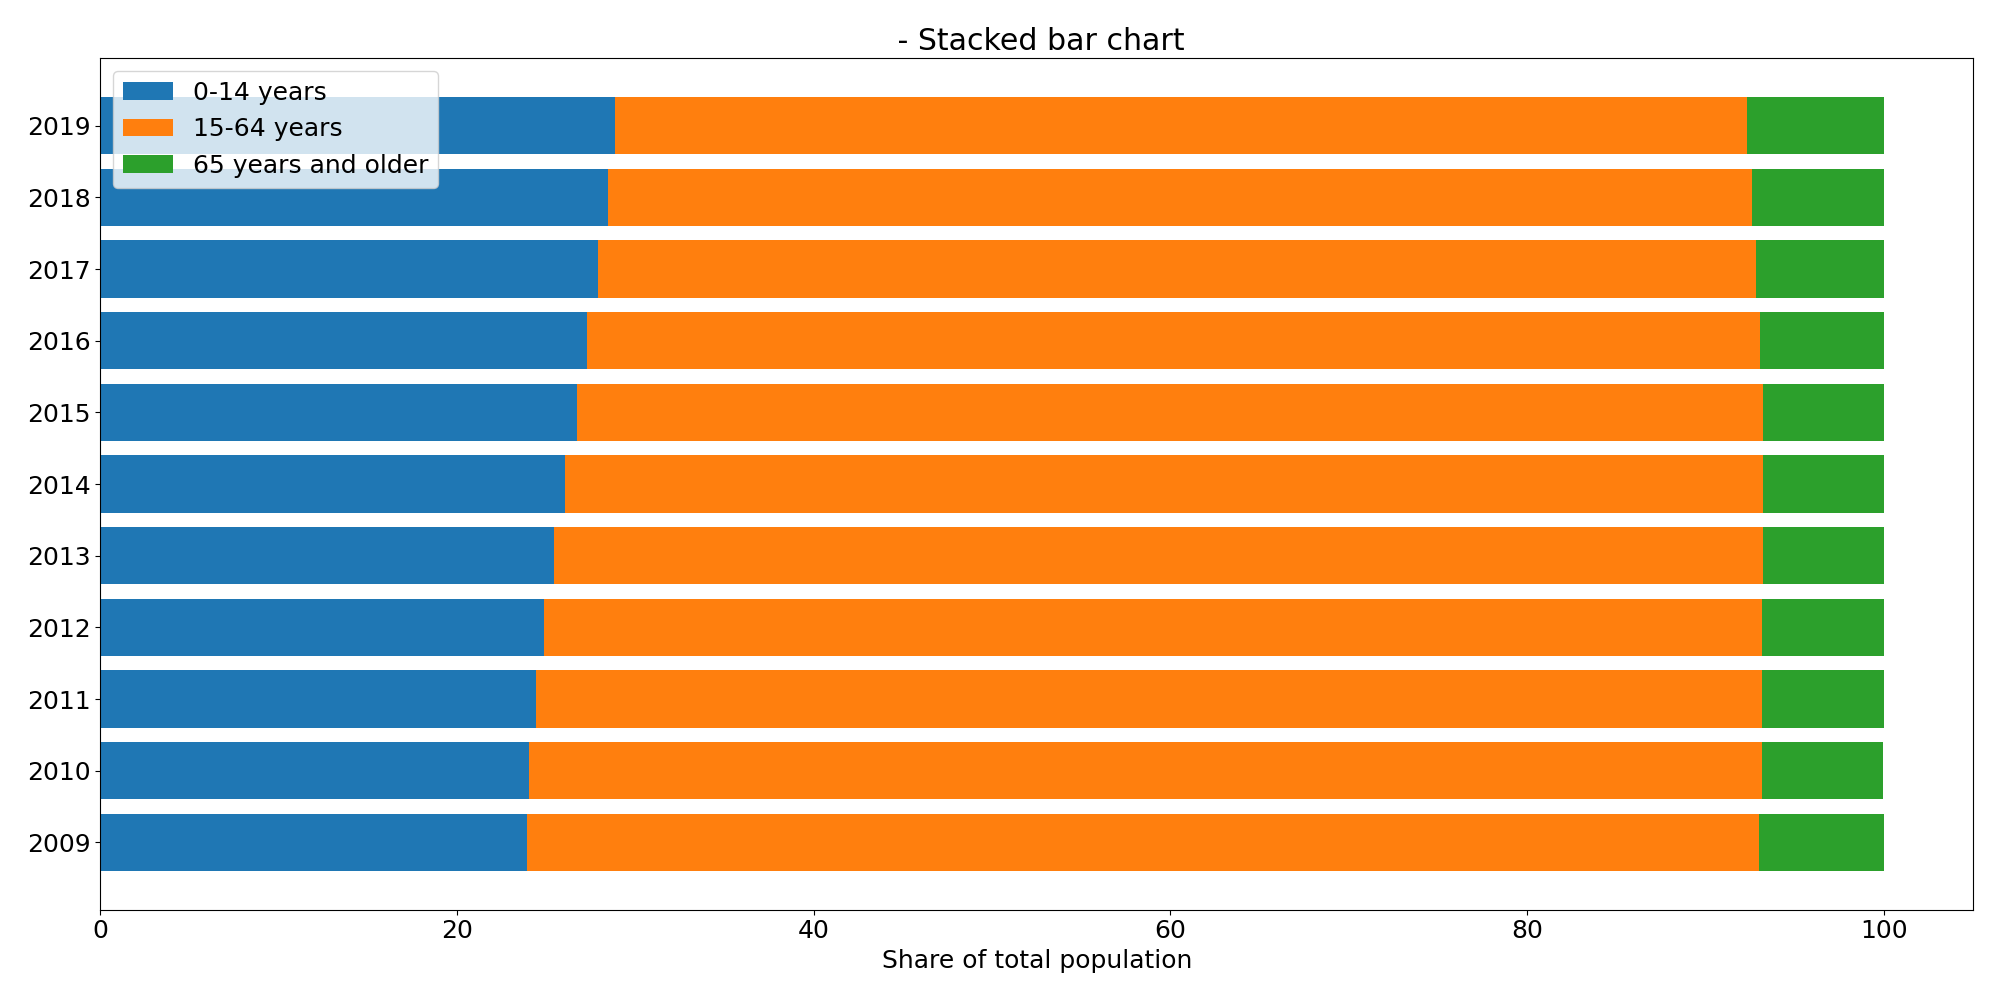 - Stacked bar chart
0-14 years
15-64 years
65 years and older
2019
2018
2017
2016
2015
2014
2013
2012
2011
2010
2009
0 20 40 60 80 100
Share of total population